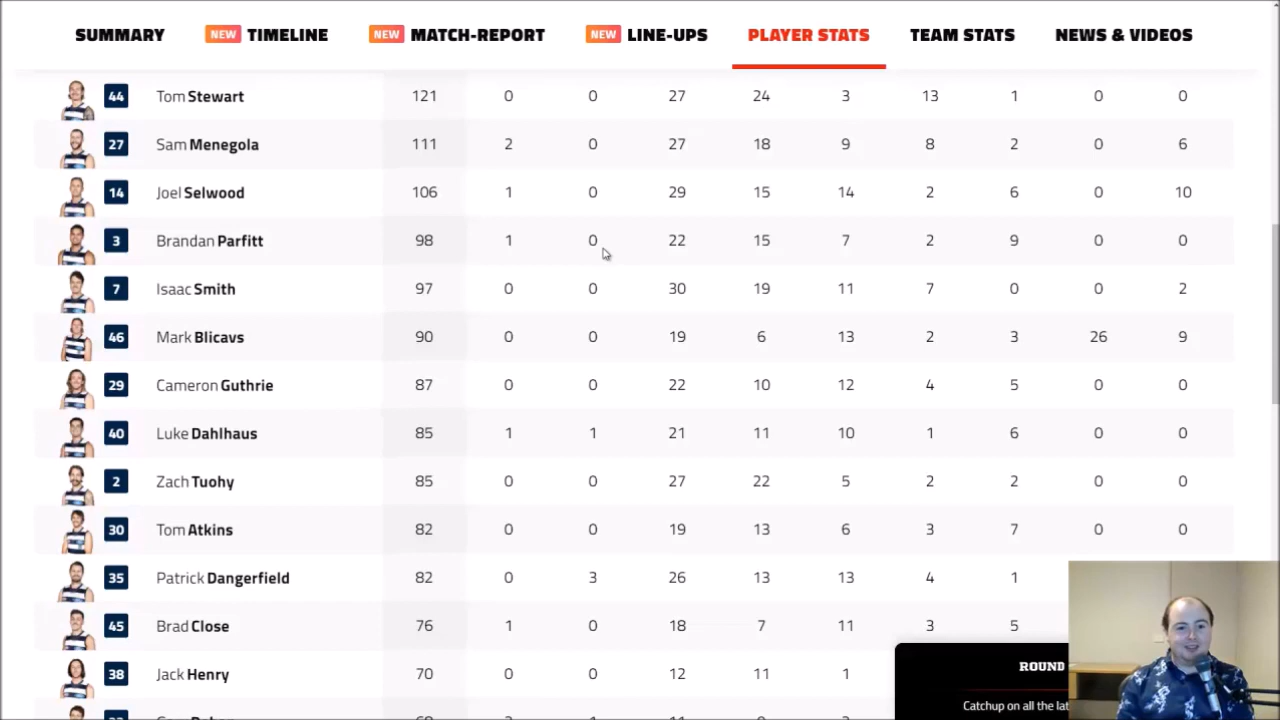 SUMMARY NEW TIMELINE NEW MATCH-REPORT NEW LINE-UPS PLAYER STATS TEAM STATS NEWS & VIDEOS
44 Tom Stewart 121 0 0 27 24 3 13 1 0 0
27 Sam Menegola 111 2 0 27 18 9 8 2 0 6
14 Joel Selwood 106 1 0 29 15 14 2 6 0 10
3 Brandan Parfitt 98 1 0 22 15 7 2 9 0 0
7 Isaac Smith 97 0 0 30 19 11 7 0 0 2
46 Mark Blicavs 90 0 0 19 6 13 2 3 26 9
29 Cameron Guthrie 87 0 0 22 10 12 4 5 0 0
40 Luke Dahlhaus 85 1 1 21 11 10 1 6 0 0
2 Zach Tuohy 85 0 0 27 22 5 2 2 0 0
30 Tom Atkins 82 0 0 19 13 6 3 7 0 0
35 Patrick Dangerfield 82 0 3 26 13 13 4 1
45 Brad Close 76 1 0 18 7 11 3 5
38 Jack Henry 70 0 0 12 11 1
ROUND
Catchup on all the lat